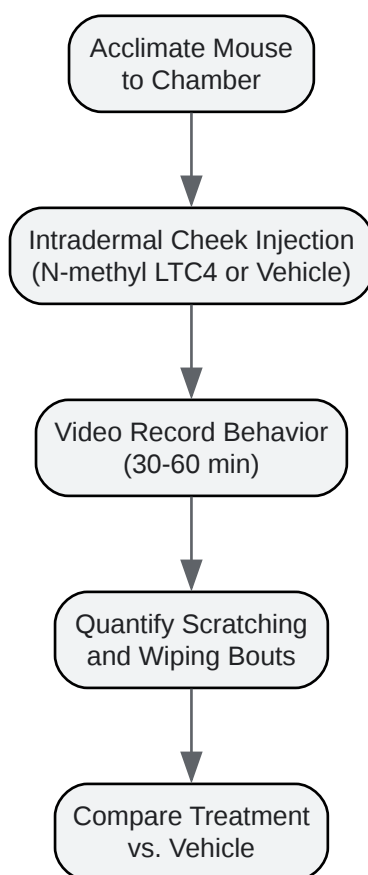 Acclimate Mouse
to Chamber
Intradermal Cheek Injection
(N-methyl LTC4 or Vehicle)
Video Record Behavior
(30-60 min)
Quantify Scratching
and Wiping Bouts
Compare Treatment
vs. Vehicle